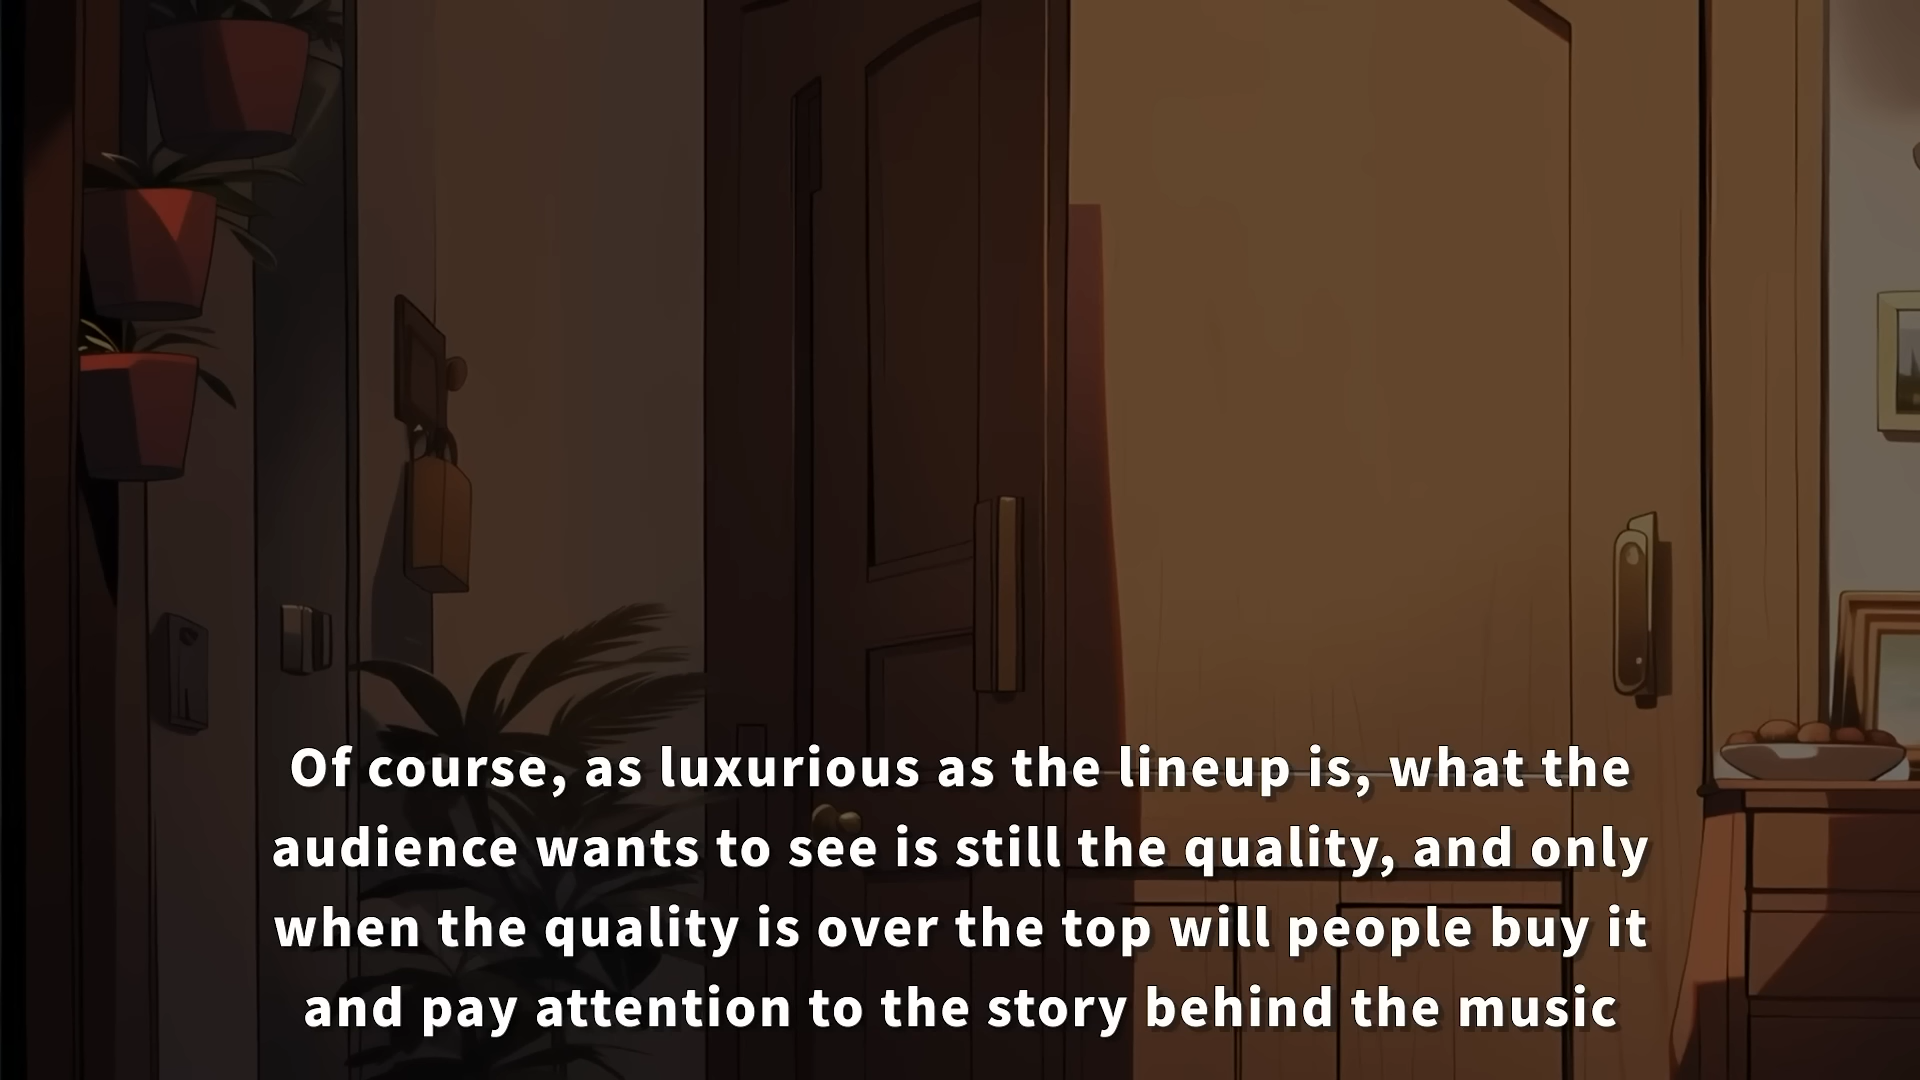 Of course, as luxurious as the lineup is, what the
audience wants to see is still the quality, and only
when the quality is over the top will people buy it
and pay attention to the story behind the music